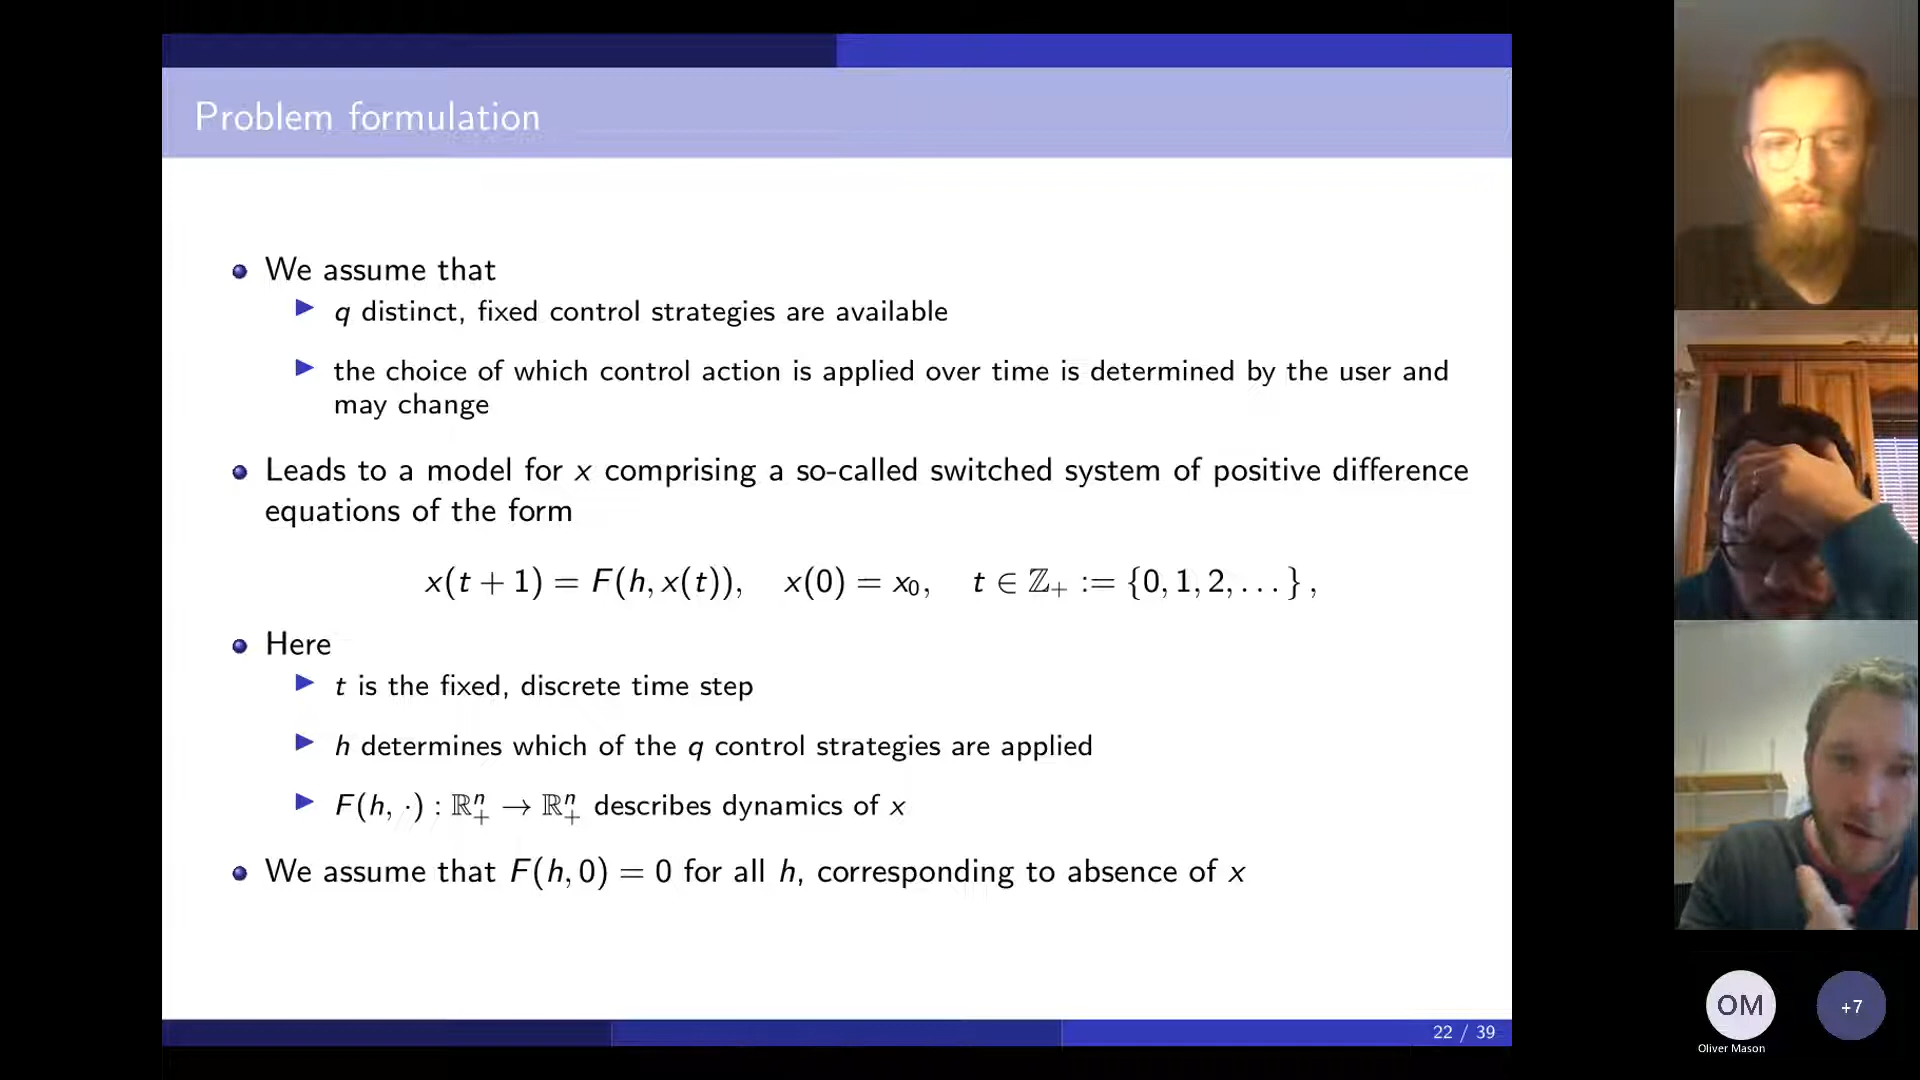 Problem formulation
We assume that
q distinct, fixed control strategies are available
the choice of which control action is applied over time is determined by the user and
may change
Leads to a model for x comprising a so-called switched system of positive difference
equations of the form
x(t + 1) = F(h, x(t)), x(0) = x₀, t ∈ ℤ₊ := {0, 1, 2, . . . } ,
Here
t is the fixed, discrete time step
h determines which of the q control strategies are applied
F(h, ·) : ℝⁿ₊ → ℝⁿ₊ describes dynamics of x
We assume that F(h, 0) = 0 for all h, corresponding to absence of x
22 / 39
OM
+7
Oliver Mason